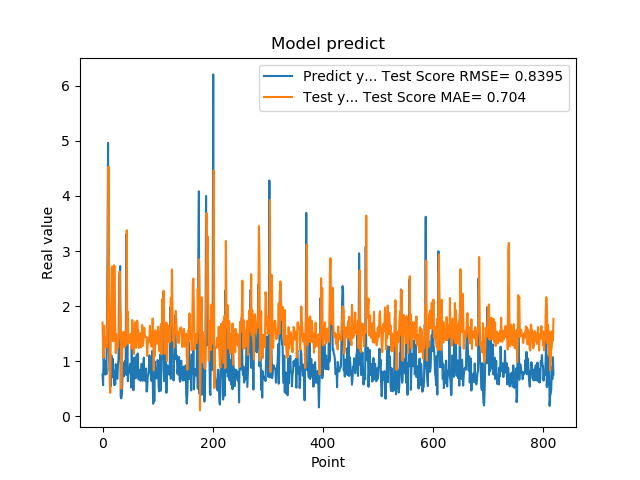 Model predict
Predict y... Test Score RMSE= 0.8395
Test y... Test Score MAE= 0.704
Real value
6
5
4
3
2
1
0
0 200 400 600 800
Point